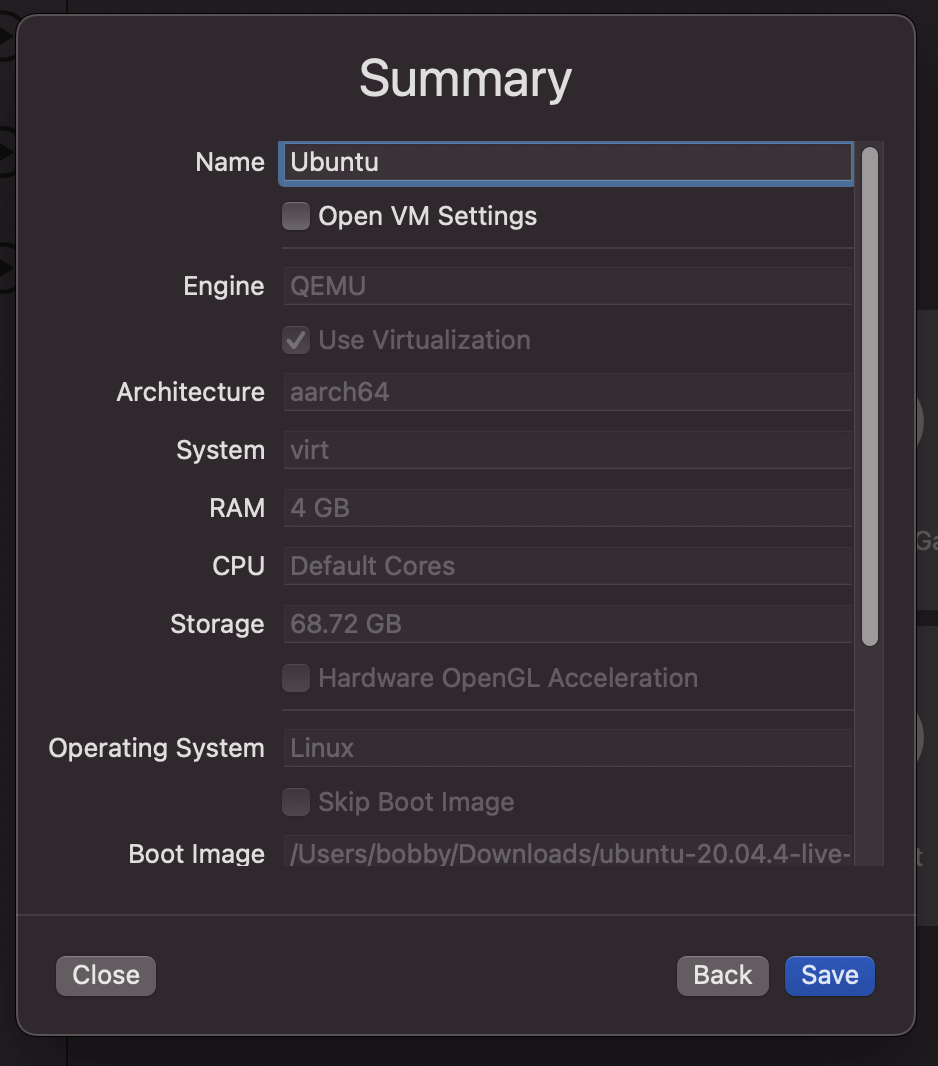 Summary
Name Ubuntu
Open VM Settings
Engine QEMU
Use Virtualization
Architecture aarch64
System virt
RAM 4 GB
CPU Default Cores
Storage 68.72 GB
Hardware OpenGL Acceleration
Operating System Linux
Skip Boot Image
Boot Image /Users/bobby/Downloads/ubuntu-20.04.4-live-
Close Back Save